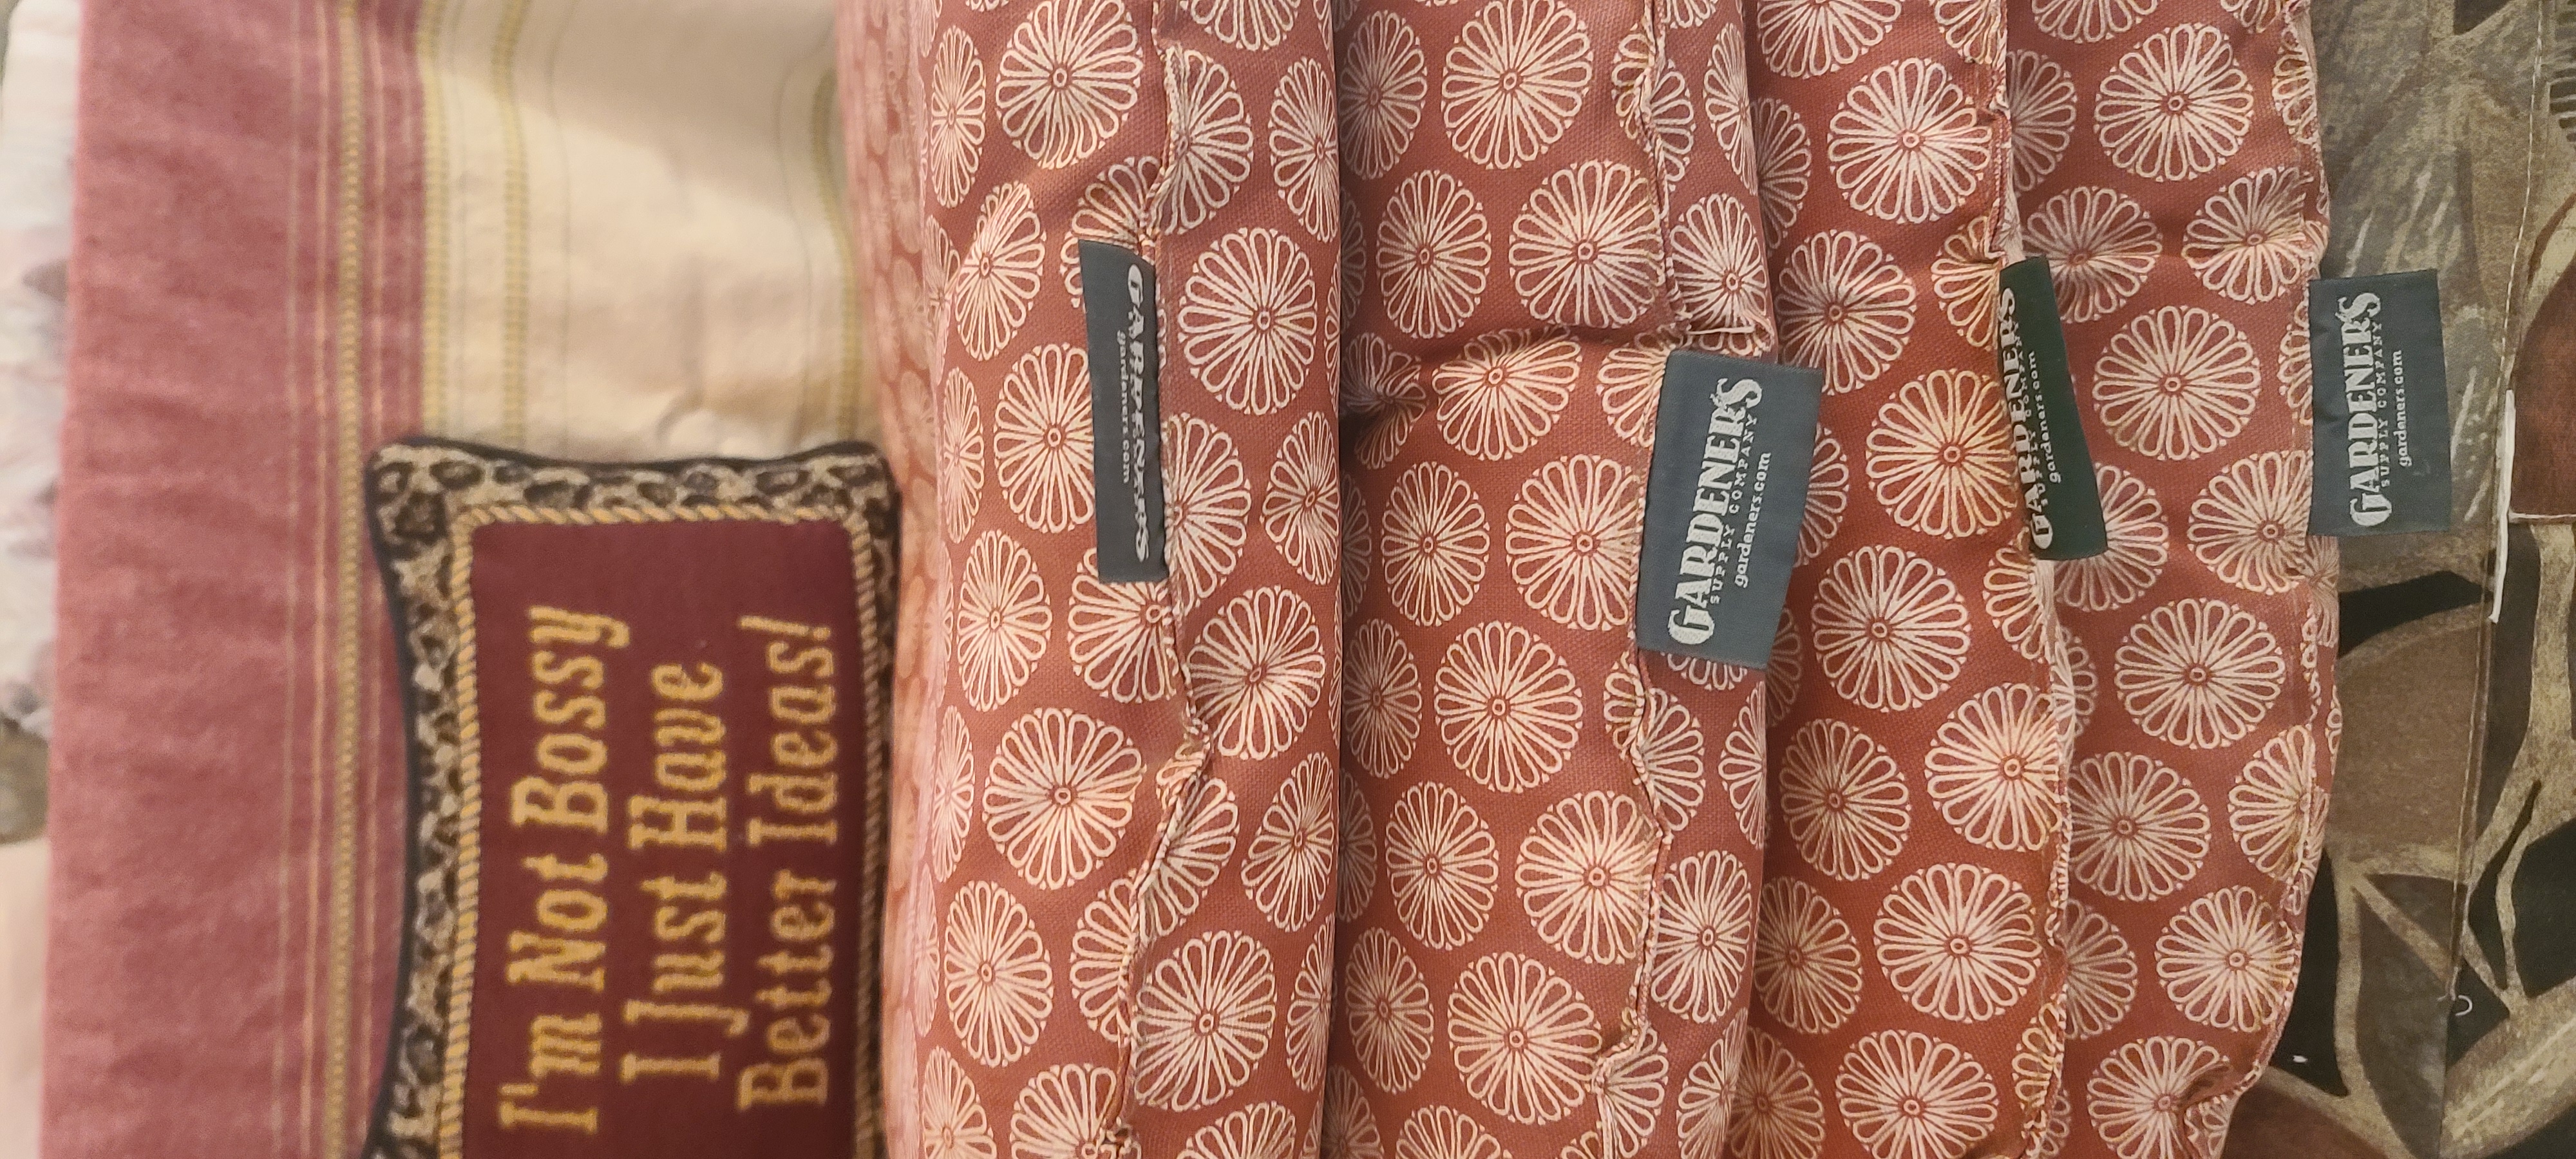 I'm Not Bossy
I Just Have
Better Ideas!
GARDENER'S
gardeners.com
GARDENER'S
SUPPLY COMPANY
gardeners.com
GARDENER'S
SUPPLY COMPANY
gardeners.com
GARDENER'S
SUPPLY COMPANY
gardeners.com